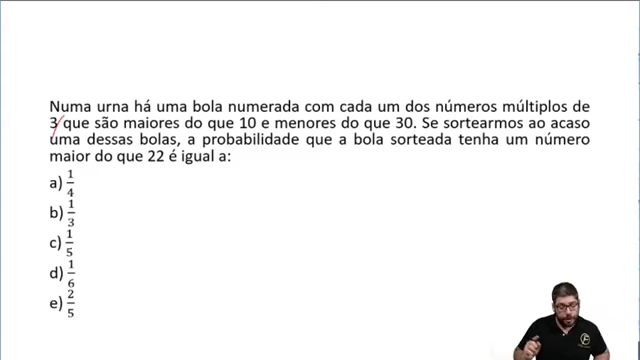 Numa urna há uma bola numerada com cada um dos números múltiplos de
3 que são maiores do que 10 e menores do que 30. Se sortearmos ao acaso
uma dessas bolas, a probabilidade que a bola sorteada tenha um número
maior do que 22 é igual a:
a) 1/4
b) 1/3
c) 1/5
d) 1/6
e) 2/5